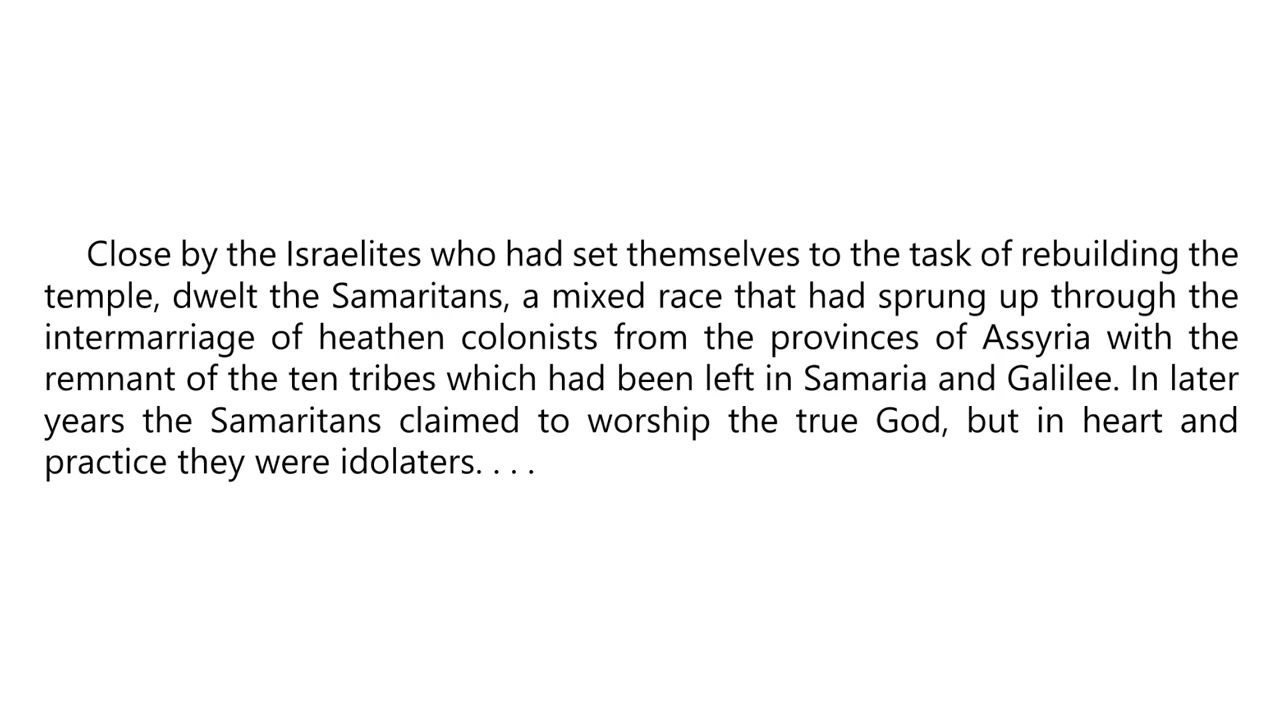 Close by the Israelites who had set themselves to the task of rebuilding the
temple, dwelt the Samaritans, a mixed race that had sprung up through the
intermarriage of heathen colonists from the provinces of Assyria with the
remnant of the ten tribes which had been left in Samaria and Galilee. In later
years the Samaritans claimed to worship the true God, but in heart and
practice they were idolaters. . . .